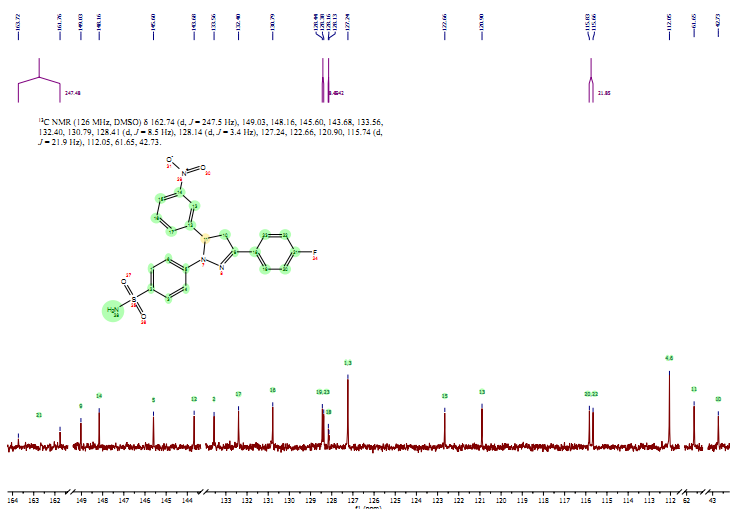 163.72 161.76 149.03 148.16 145.60 143.68 133.56 132.40 130.79 128.44 128.38 128.16 128.13 127.24 122.66 120.90 115.83 115.66 112.05 61.65 42.73
247.48 21.85
¹³C NMR (126 MHz, DMSO) δ 162.74 (d, J = 247.5 Hz), 149.03, 148.16, 145.60, 143.68, 133.56,
132.40, 130.79, 128.41 (d, J = 8.5 Hz), 128.14 (d, J = 3.4 Hz), 127.24, 122.66, 120.90, 115.74 (d,
J = 21.9 Hz), 112.05, 61.65, 42.73.
F
S
H₂N
21 9 14 5 12 2 17 16 19,23 18 1,3 15 13 20,22 4,6 11 10
164 163 162 161 149 148 147 146 145 144 133 132 131 130 129 128 127 126 125 124 123 122 121 120 119 118 117 116 115 114 113 112 62 43
f1 (ppm)